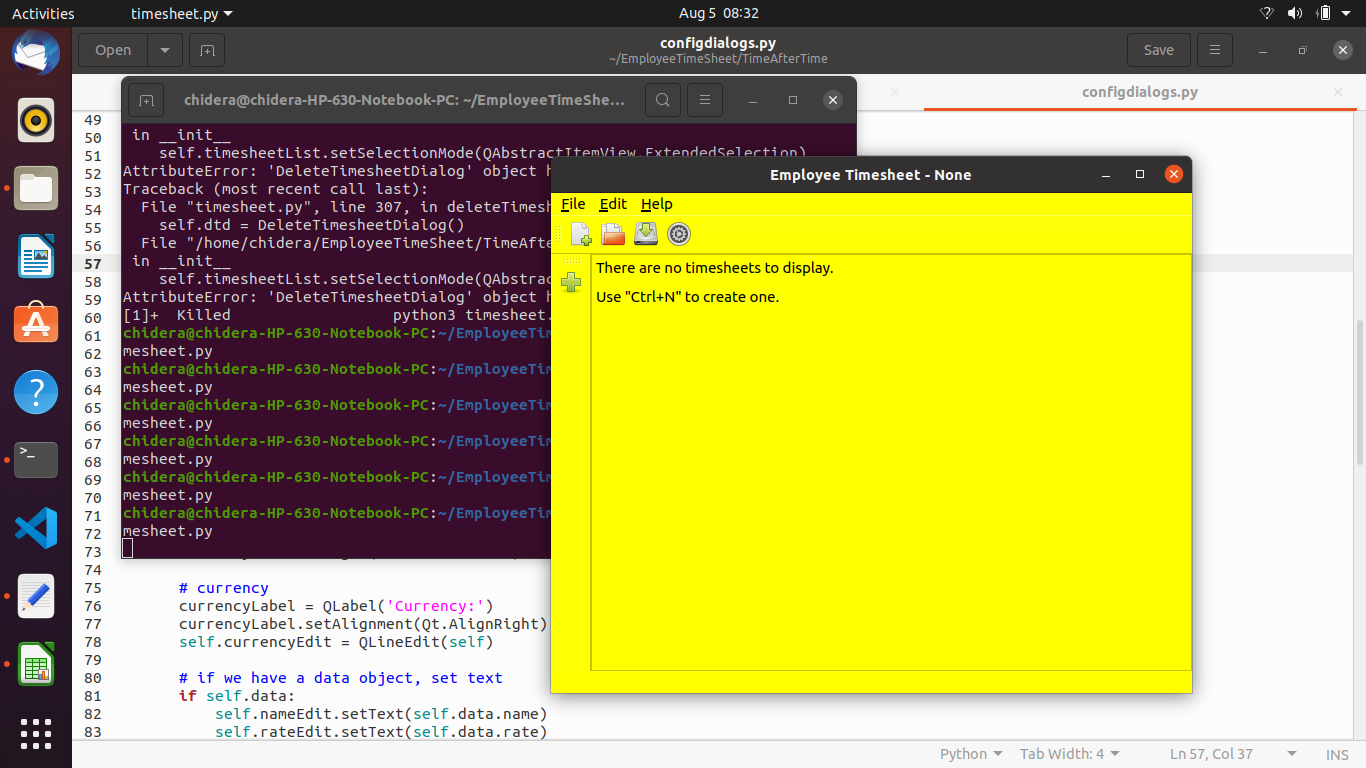 Activities
timesheet.py
Aug 5 08:32
Open
configdialogs.py
~/EmployeeTimeSheet/TimeAfterTime
Save
configdialogs.py
chidera@chidera-HP-630-Notebook-PC: ~/EmployeeTimeShe...
49
50
51
52
53
54
55
56
57
58
59
60
61
62
63
64
65
66
67
68
69
70
71
72
73
74
75
76
77
78
79
80
81
82
83
in __init__
self.timesheetList.setSelectionMode(QAbstractItemView.ExtendedSelection)
AttributeError: 'DeleteTimesheetDialog' object h
Traceback (most recent call last):
File "timesheet.py", line 307, in deleteTimesh
self.dtd = DeleteTimesheetDialog()
File "/home/chidera/EmployeeTimeSheet/TimeAfte
in __init__
self.timesheetList.setSelectionMode(QAbstrac
AttributeError: 'DeleteTimesheetDialog' object h
[1]+ Killed python3 timesheet.
chidera@chidera-HP-630-Notebook-PC:~/EmployeeTim
mesheet.py
chidera@chidera-HP-630-Notebook-PC:~/EmployeeTim
mesheet.py
chidera@chidera-HP-630-Notebook-PC:~/EmployeeTim
mesheet.py
chidera@chidera-HP-630-Notebook-PC:~/EmployeeTim
mesheet.py
chidera@chidera-HP-630-Notebook-PC:~/EmployeeTim
mesheet.py
chidera@chidera-HP-630-Notebook-PC:~/EmployeeTim
mesheet.py
Employee Timesheet - None
File Edit Help
There are no timesheets to display.
Use "Ctrl+N" to create one.
# currency
currencyLabel = QLabel('Currency:')
currencyLabel.setAlignment(Qt.AlignRight)
self.currencyEdit = QLineEdit(self)
# if we have a data object, set text
if self.data:
self.nameEdit.setText(self.data.name)
self.rateEdit.setText(self.data.rate)
Python
Tab Width: 4
Ln 57, Col 37
INS